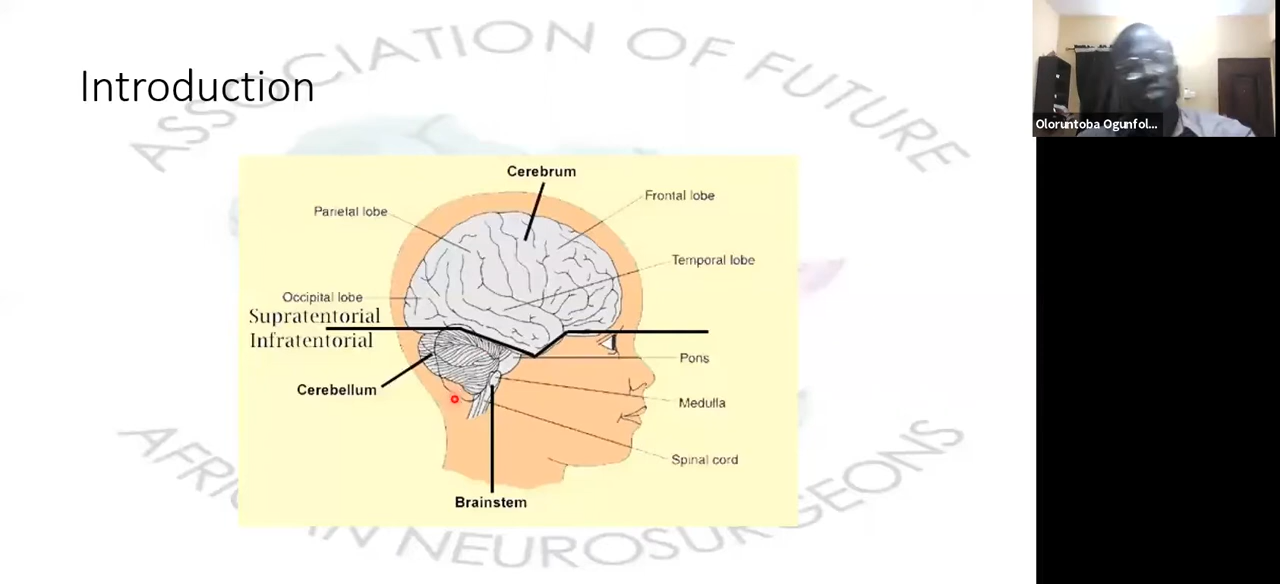 ASSOCIATION OF FUTURE
Introduction
Oloruntoba Ogunfol...
Cerebrum
Frontal lobe
Parietal lobe
Temporal lobe
Occipital lobe
Supratentorial
Infratentorial
Pons
Cerebellum
Medulla
Spinal cord
Brainstem
NEUROSURGEONS